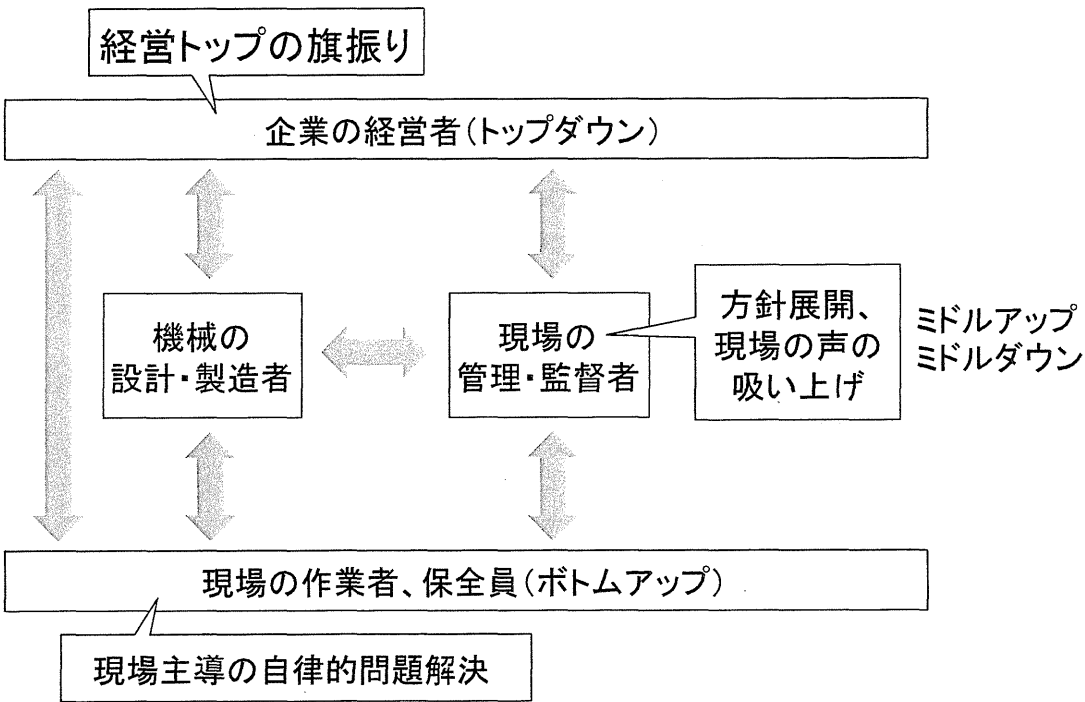 経営トップの旗振り
企業の経営者(トップダウン)
機械の
設計・製造者
現場の
管理・監督者
方針展開、
現場の声の
吸い上げ
ミドルアップ
ミドルダウン
現場の作業者、保全員(ボトムアップ)
現場主導の自律的問題解決